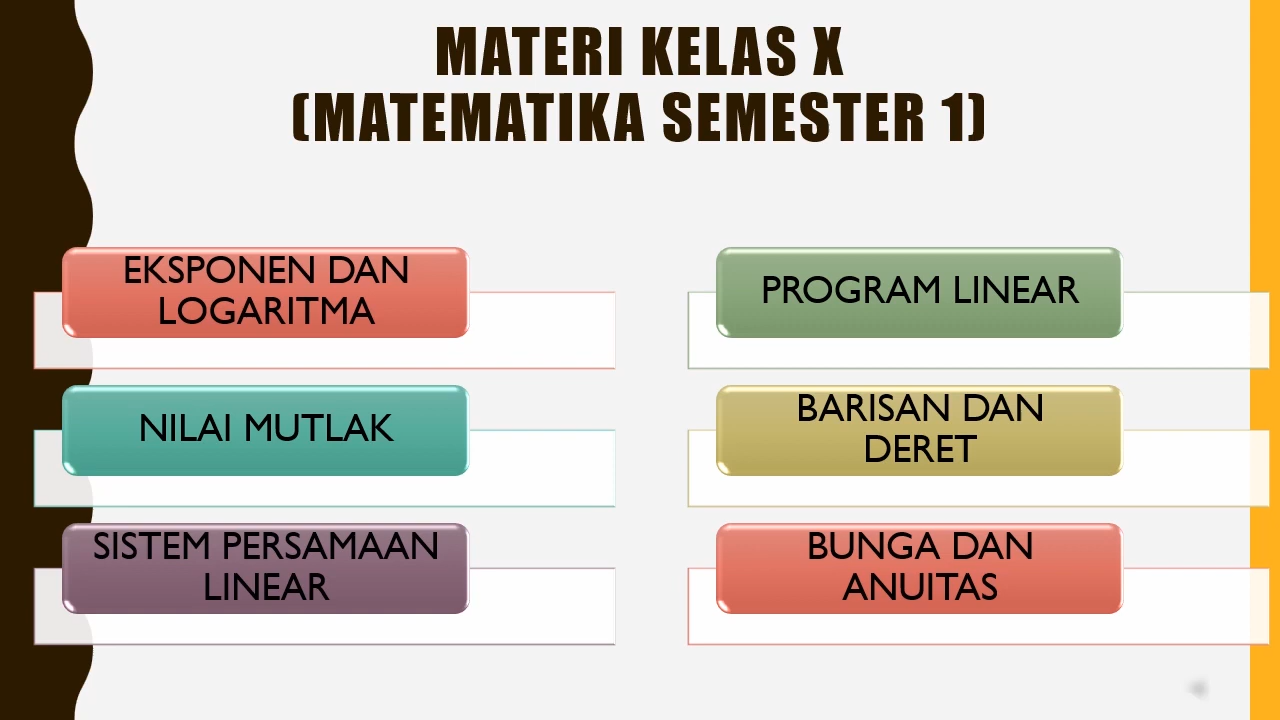 MATERI KELAS X
(MATEMATIKA SEMESTER 1)
EKSPONEN DAN
LOGARITMA
NILAI MUTLAK
SISTEM PERSAMAAN
LINEAR
PROGRAM LINEAR
BARISAN DAN
DERET
BUNGA DAN
ANUITAS